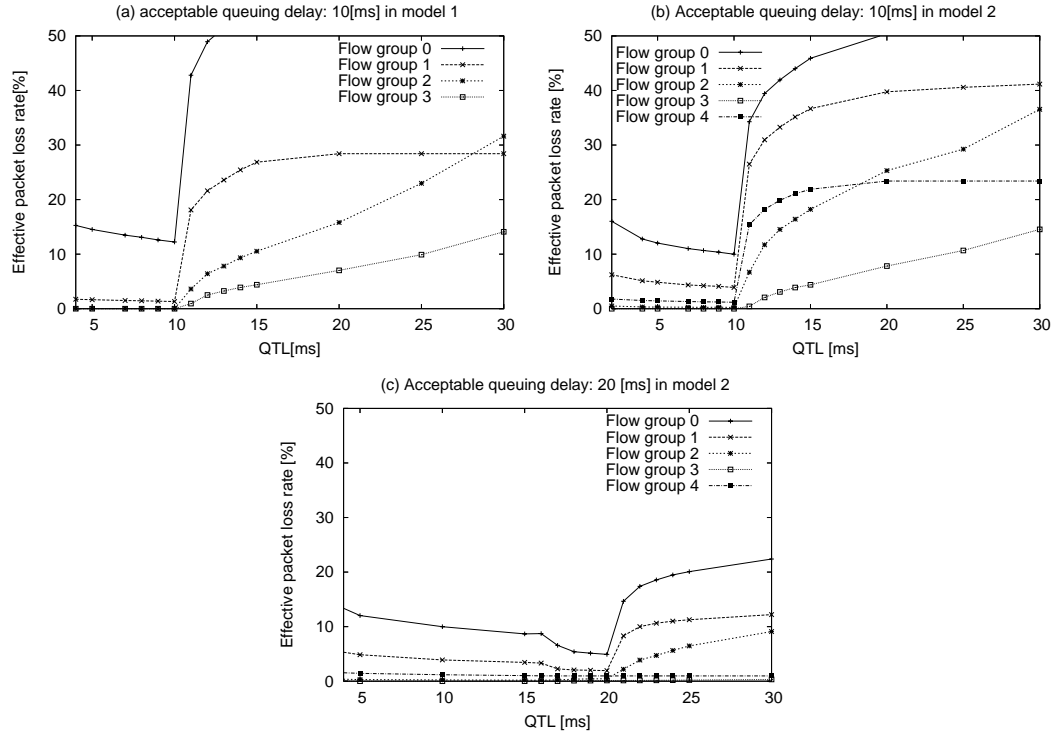 (a) acceptable queuing delay: 10[ms] in model 1
50
40
30
20
10
0
5
10
15
20
25
30
Effective packet loss rate[%]
QTL[ms]
Flow group 0
Flow group 1
Flow group 2
Flow group 3
(b) Acceptable queuing delay: 10[ms] in model 2
50
40
30
20
10
0
5
10
15
20
25
30
Effective packet loss rate [%]
QTL [ms]
Flow group 0
Flow group 1
Flow group 2
Flow group 3
Flow group 4
(c) Acceptable queuing delay: 20 [ms] in model 2
50
40
30
20
10
0
5
10
15
20
25
30
Effective packet loss rate [%]
QTL [ms]
Flow group 0
Flow group 1
Flow group 2
Flow group 3
Flow group 4